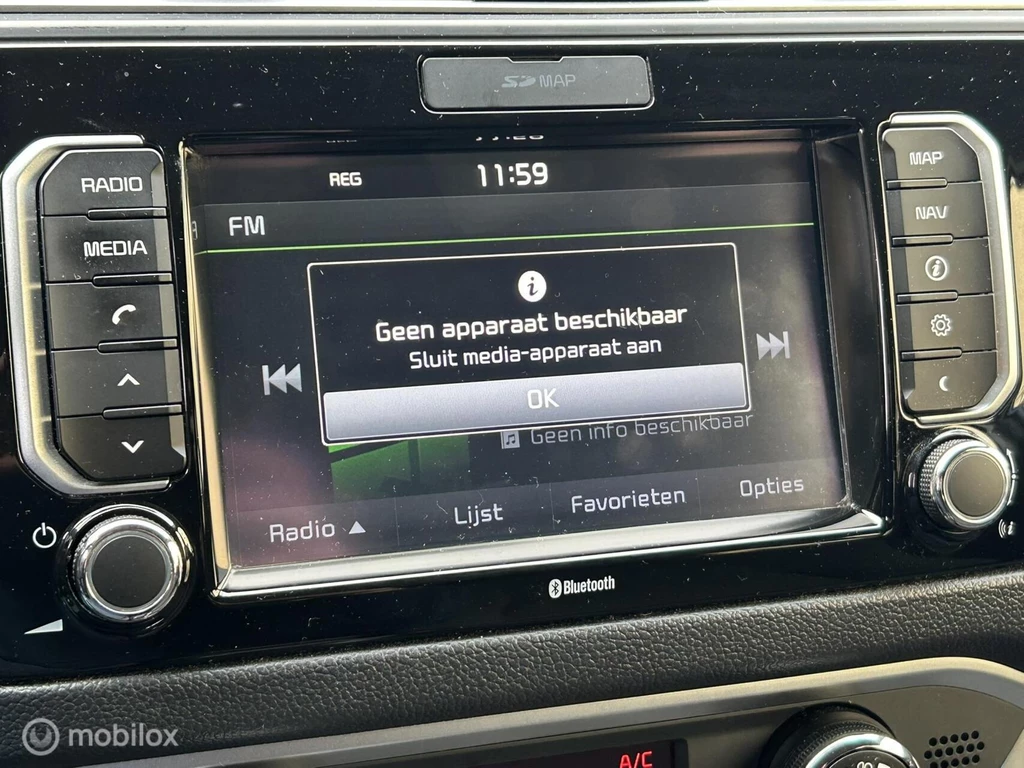 SD MAP
RADIO
MEDIA
REG 11:59
FM
Geen apparaat beschikbaar
Sluit media-apparaat aan
OK
Geen info beschikbaar
Radio ▲ Lijst Favorieten Opties
MAP
NAV
Bluetooth
A/C
mobilox